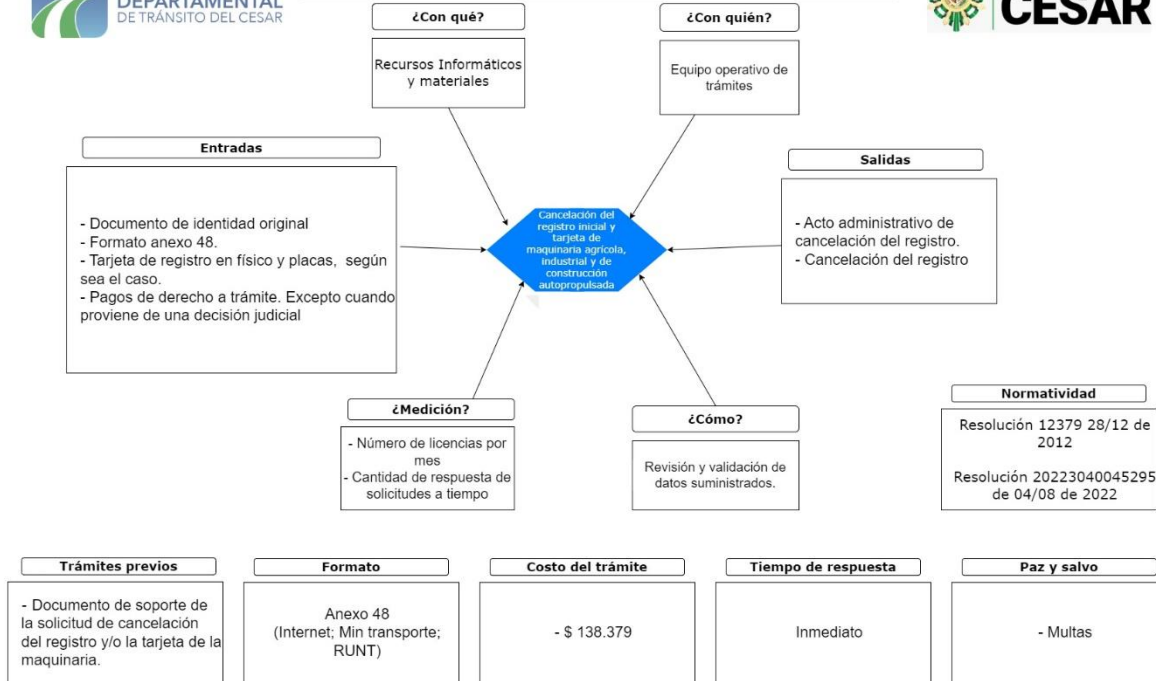 DEPARTAMENTAL
DE TRÁNSITO DEL CESAR
CESAR
¿Con qué?
Recursos Informáticos
y materiales
¿Con quién?
Equipo operativo de
trámites
Entradas
- Documento de identidad original
- Formato anexo 48.
- Tarjeta de registro en físico y placas, según
sea el caso.
- Pagos de derecho a trámite. Excepto cuando
proviene de una decisión judicial
Cancelación del
registro inicial y
tarjeta de
maquinaria agrícola,
industrial y de
construcción
autopropulsada
Salidas
- Acto administrativo de
cancelación del registro.
- Cancelación del registro
¿Medición?
- Número de licencias por
mes
- Cantidad de respuesta de
solicitudes a tiempo
¿Cómo?
Revisión y validación de
datos suministrados.
Normatividad
Resolución 12379 28/12 de
2012
Resolución 20223040045295
de 04/08 de 2022
Trámites previos
- Documento de soporte de
la solicitud de cancelación
del registro y/o la tarjeta de la
maquinaria.
Formato
Anexo 48
(Internet; Min transporte;
RUNT)
Costo del trámite
- $ 138.379
Tiempo de respuesta
Inmediato
Paz y salvo
- Multas